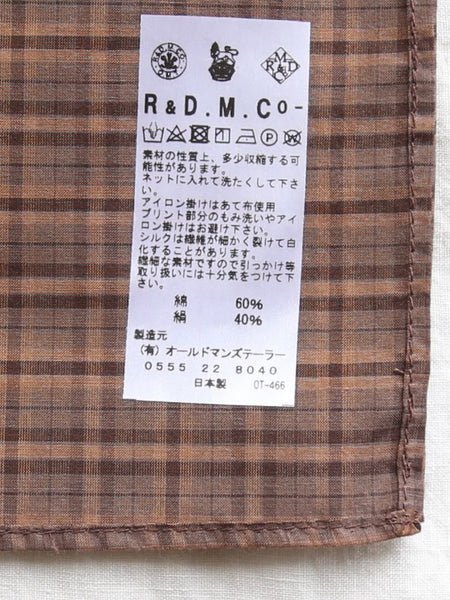 R & D . M . Co -
素材の性質上、多少収縮する可
能性があります。
ネットに入れて洗たくして下さ
い。
アイロン掛けはあて布使用
プリント部分のもみ洗いやアイ
ロン掛けはお避け下さい。
シルクは繊維が細かく裂けて白
化することがあります。
繊細な素材ですので引っかけ等
取り扱いには十分気をつけて下
さい。
綿 60%
絹 40%
製造元
(有) オールドマンズテーラー
0555 22 8040
日本製 OT-466